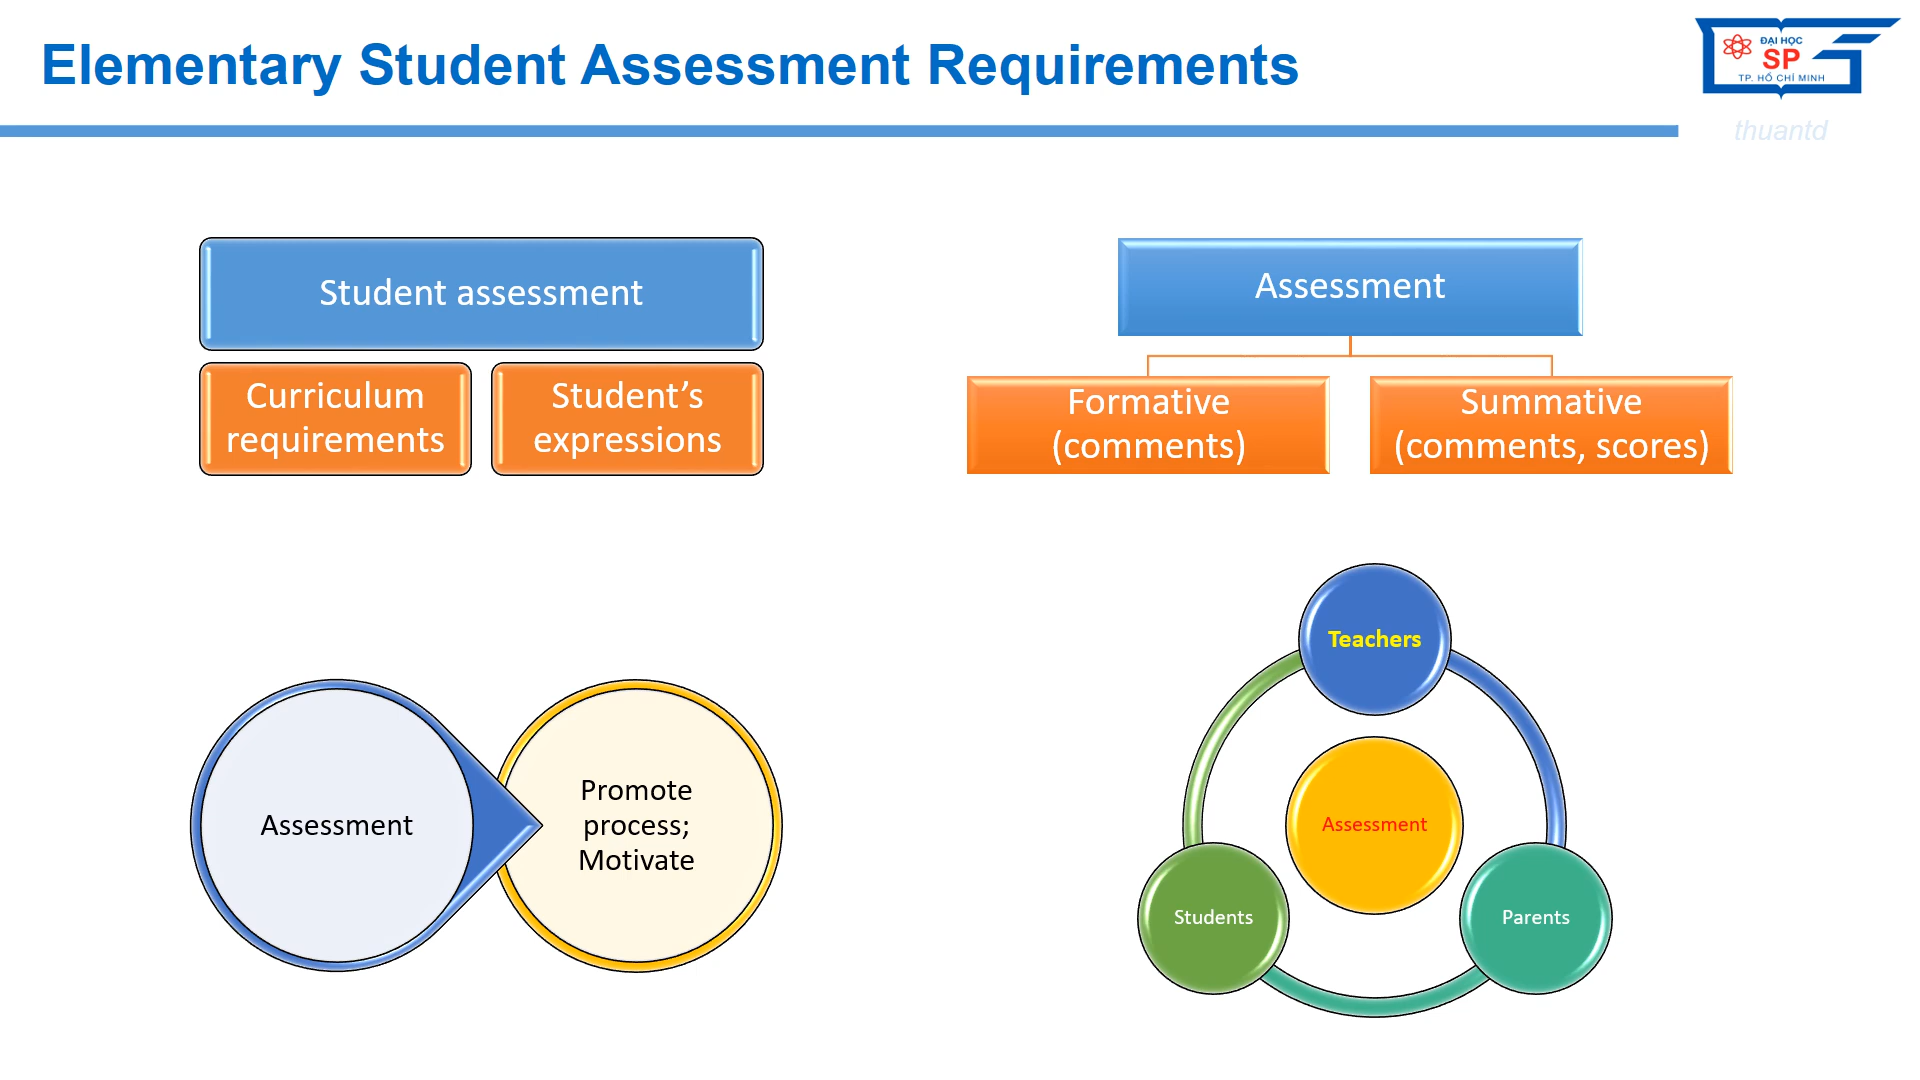 Elementary Student Assessment Requirements
ĐẠI HỌC
SP
TP. HỒ CHÍ MINH
thuantd
Student assessment
Curriculum
requirements
Student’s
expressions
Assessment
Formative
(comments)
Summative
(comments, scores)
Assessment
Promote
process;
Motivate
Teachers
Assessment
Students
Parents